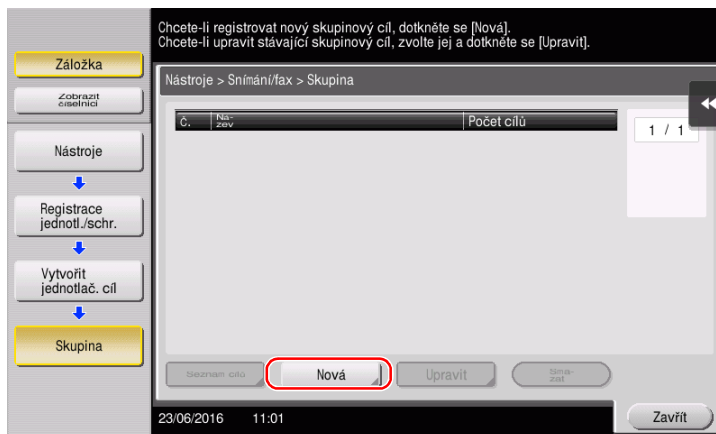 Chcete-li registrovat nový skupinový cíl, dotkněte se [Nová].
Chcete-li upravit stávající skupinový cíl, zvolte jej a dotkněte se [Upravit].
Záložka
Zobrazit
číselníci
Nástroje
Registrace
jednotl./schr.
Vytvořit
jednotlač. cíl
Skupina
Nástroje > Snímání/fax > Skupina
Č.
Ná-
zev
Počet cílů
1 / 1
Seznam cílů
Nová
Upravit
Sma-
zat
23/06/2016 11:01
Zavřít